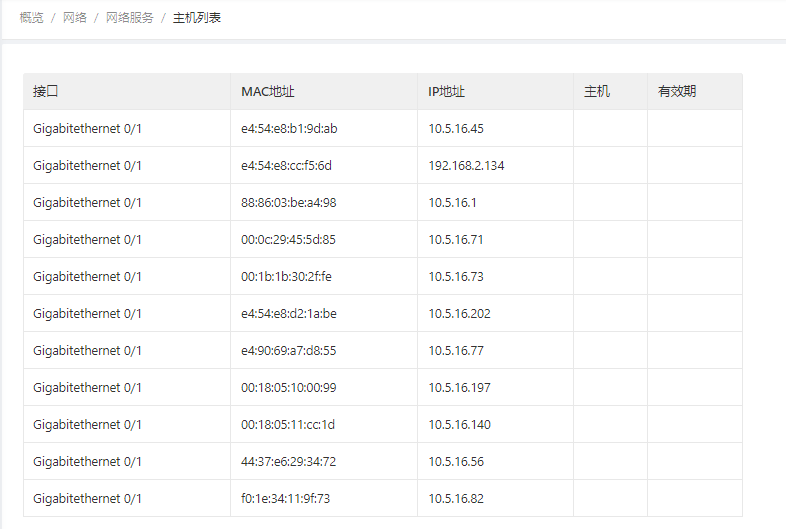 概览 / 网络 / 网络服务 / 主机列表
接口 MAC地址 IP地址 主机 有效期
Gigabitethernet 0/1 e4:54:e8:b1:9d:ab 10.5.16.45
Gigabitethernet 0/1 e4:54:e8:cc:f5:6d 192.168.2.134
Gigabitethernet 0/1 88:86:03:be:a4:98 10.5.16.1
Gigabitethernet 0/1 00:0c:29:45:5d:85 10.5.16.71
Gigabitethernet 0/1 00:1b:1b:30:2f:fe 10.5.16.73
Gigabitethernet 0/1 e4:54:e8:d2:1a:be 10.5.16.202
Gigabitethernet 0/1 e4:90:69:a7:d8:55 10.5.16.77
Gigabitethernet 0/1 00:18:05:10:00:99 10.5.16.197
Gigabitethernet 0/1 00:18:05:11:cc:1d 10.5.16.140
Gigabitethernet 0/1 44:37:e6:29:34:72 10.5.16.56
Gigabitethernet 0/1 f0:1e:34:11:9f:73 10.5.16.82